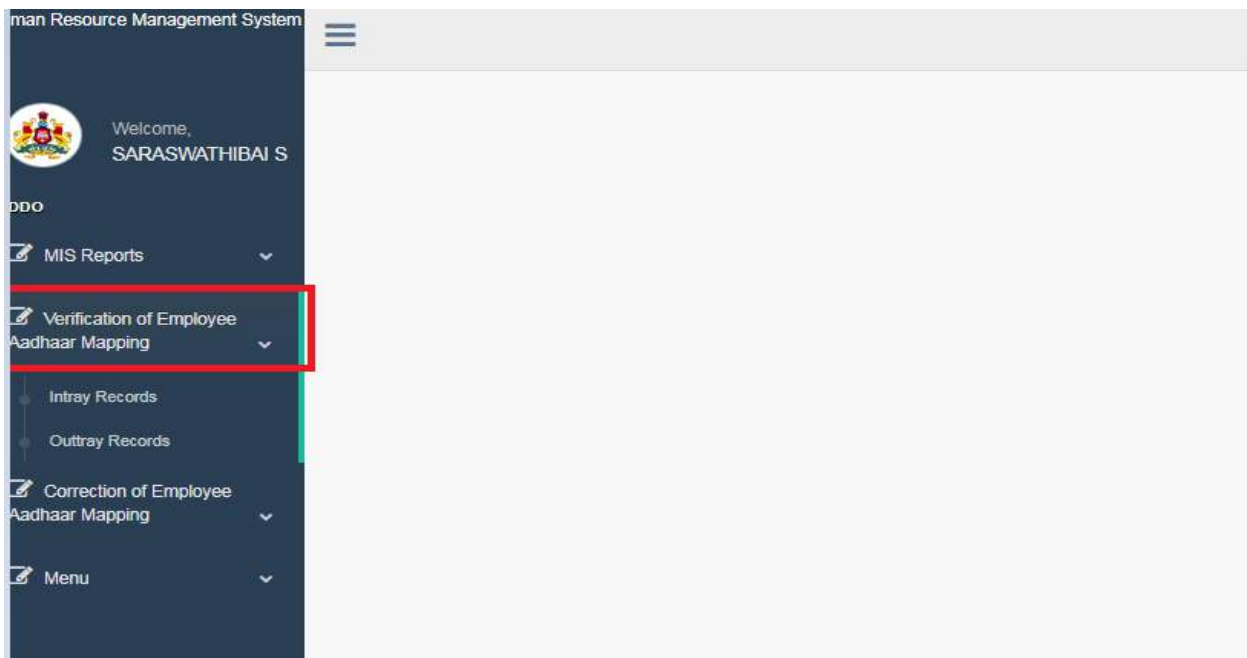 man Resource Management System
Welcome,
SARASWATHIBAI S
DDO
MIS Reports
Verification of Employee
Aadhaar Mapping
Intray Records
Outtray Records
Correction of Employee
Aadhaar Mapping
Menu